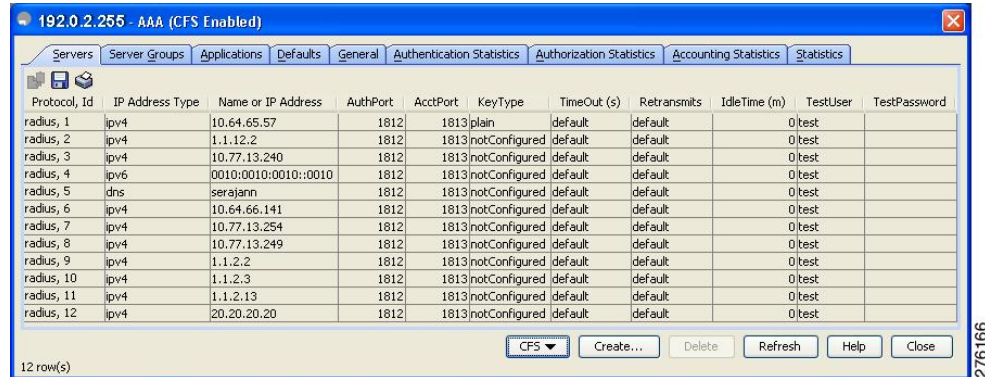 192.0.2.255 - AAA (CFS Enabled)
Servers Server Groups Applications Defaults General Authentication Statistics Authorization Statistics Accounting Statistics Statistics
Protocol, Id IP Address Type Name or IP Address AuthPort AcctPort KeyType TimeOut (s) Retransmits IdleTime (m) TestUser TestPassword
radius, 1 ipv4 10.64.65.57 1812 1813 plain default default 0 test
radius, 2 ipv4 1.1.12.2 1812 1813 notConfigured default default 0 test
radius, 3 ipv4 10.77.13.240 1812 1813 notConfigured default default 0 test
radius, 4 ipv6 0010:0010:0010::0010 1812 1813 notConfigured default default 0 test
radius, 5 dns serajann 1812 1813 notConfigured default default 0 test
radius, 6 ipv4 10.64.66.141 1812 1813 notConfigured default default 0 test
radius, 7 ipv4 10.77.13.254 1812 1813 notConfigured default default 0 test
radius, 8 ipv4 10.77.13.249 1812 1813 notConfigured default default 0 test
radius, 9 ipv4 1.1.2.2 1812 1813 notConfigured default default 0 test
radius, 10 ipv4 1.1.2.3 1812 1813 notConfigured default default 0 test
radius, 11 ipv4 1.1.2.13 1812 1813 notConfigured default default 0 test
radius, 12 ipv4 20.20.20.20 1812 1813 notConfigured default default 0 test
CFS Create... Delete Refresh Help Close
12 row(s)
276166